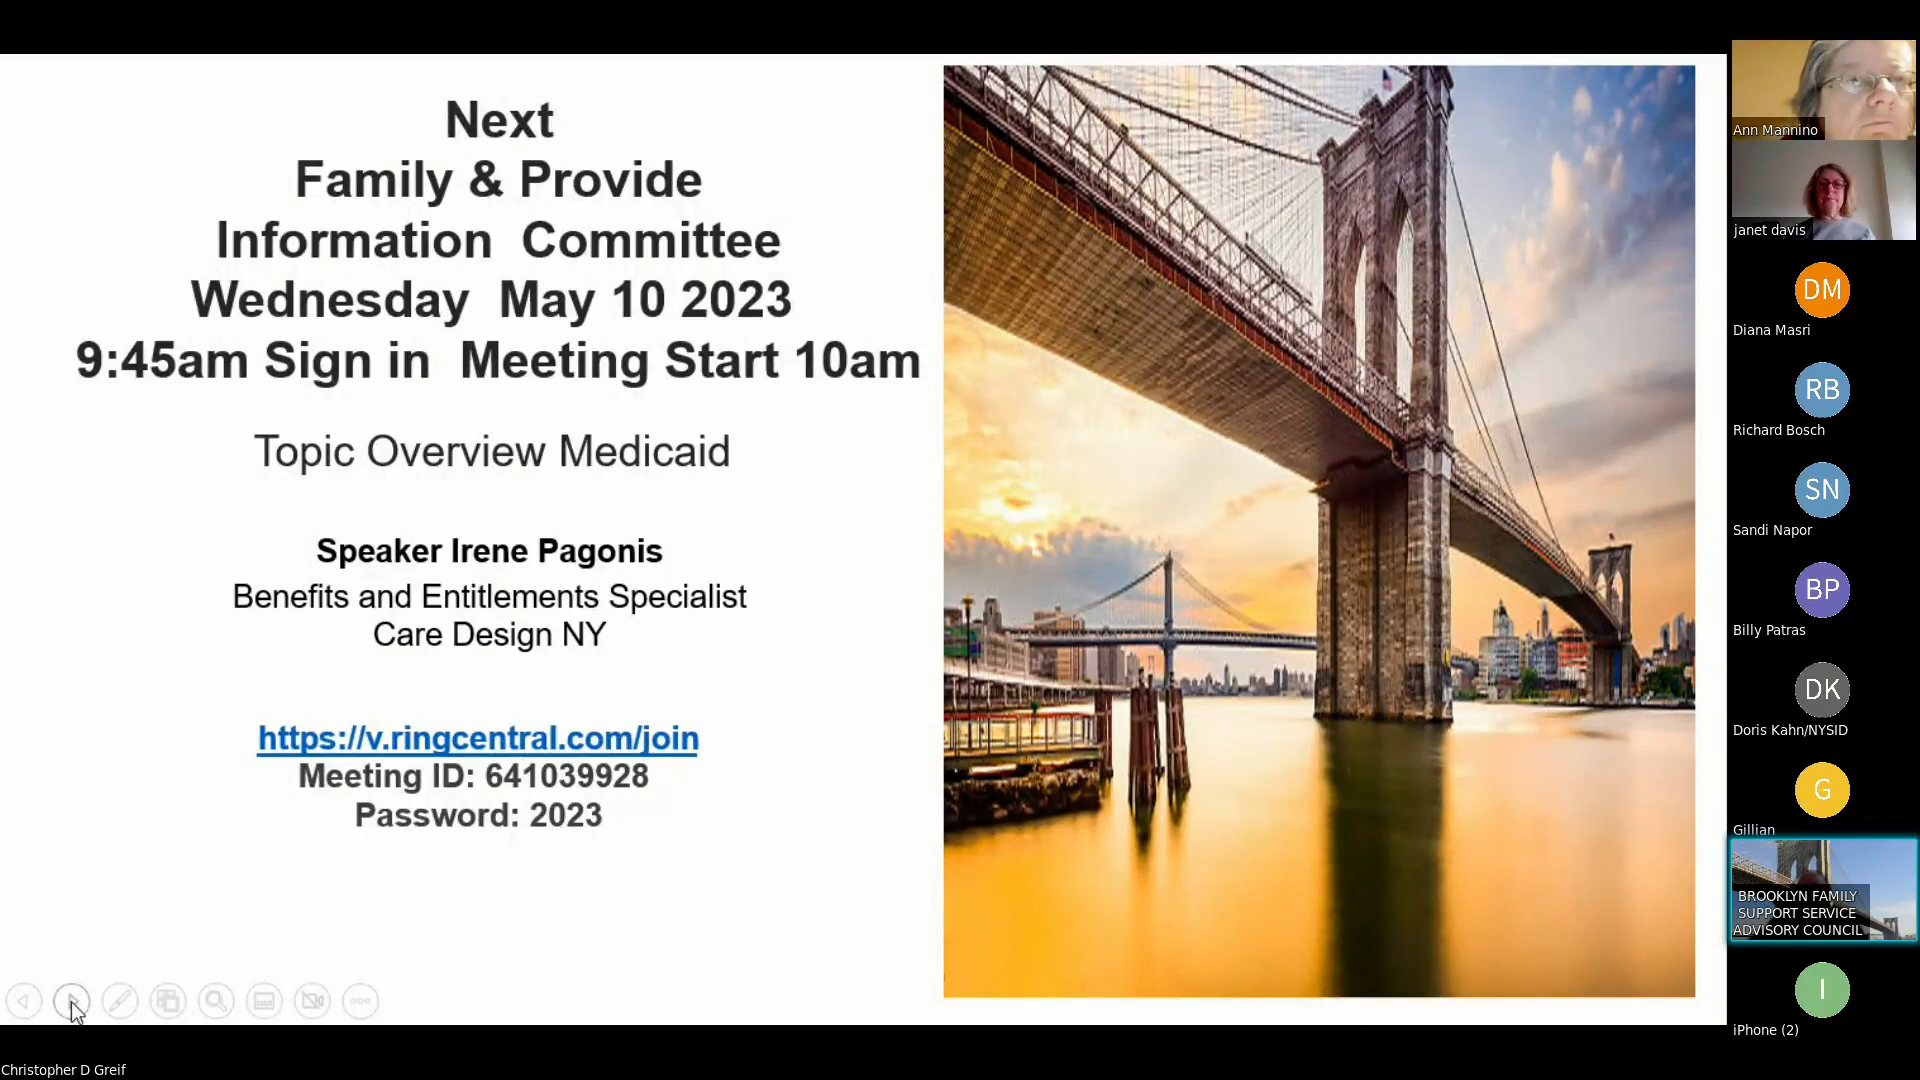 Next
Family & Provide
Information Committee
Wednesday May 10 2023
9:45am Sign in Meeting Start 10am
Topic Overview Medicaid
Speaker Irene Pagonis
Benefits and Entitlements Specialist
Care Design NY
https://v.ringcentral.com/join
Meeting ID: 641039928
Password: 2023
Ann Mannino
janet davis
DM
Diana Masri
RB
Richard Bosch
SN
Sandi Napor
BP
Billy Patras
DK
Doris Kahn/NYSID
G
Gillian
BROOKLYN FAMILY
SUPPORT SERVICE
ADVISORY COUNCIL
I
iPhone (2)
Christopher D Greif